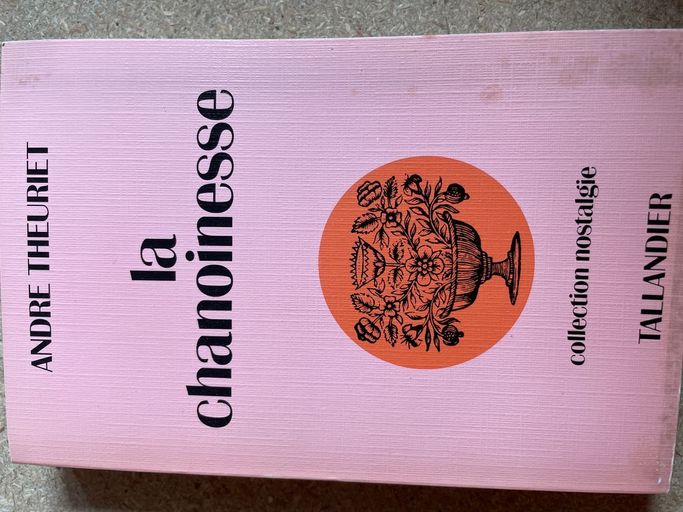 ANDRE THEURIET
la
chanoinesse
collection nostalgie
TALLANDIER